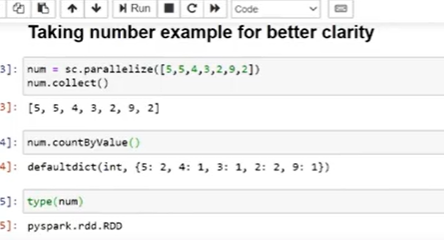 Run
Code
Taking number example for better clarity
3]: num = sc.parallelize([5,5,4,3,2,9,2])
num.collect()
3]: [5, 5, 4, 3, 2, 9, 2]
4]: num.countByValue()
4]: defaultdict(int, {5: 2, 4: 1, 3: 1, 2: 2, 9: 1})
5]: type(num)
5]: pyspark.rdd.RDD